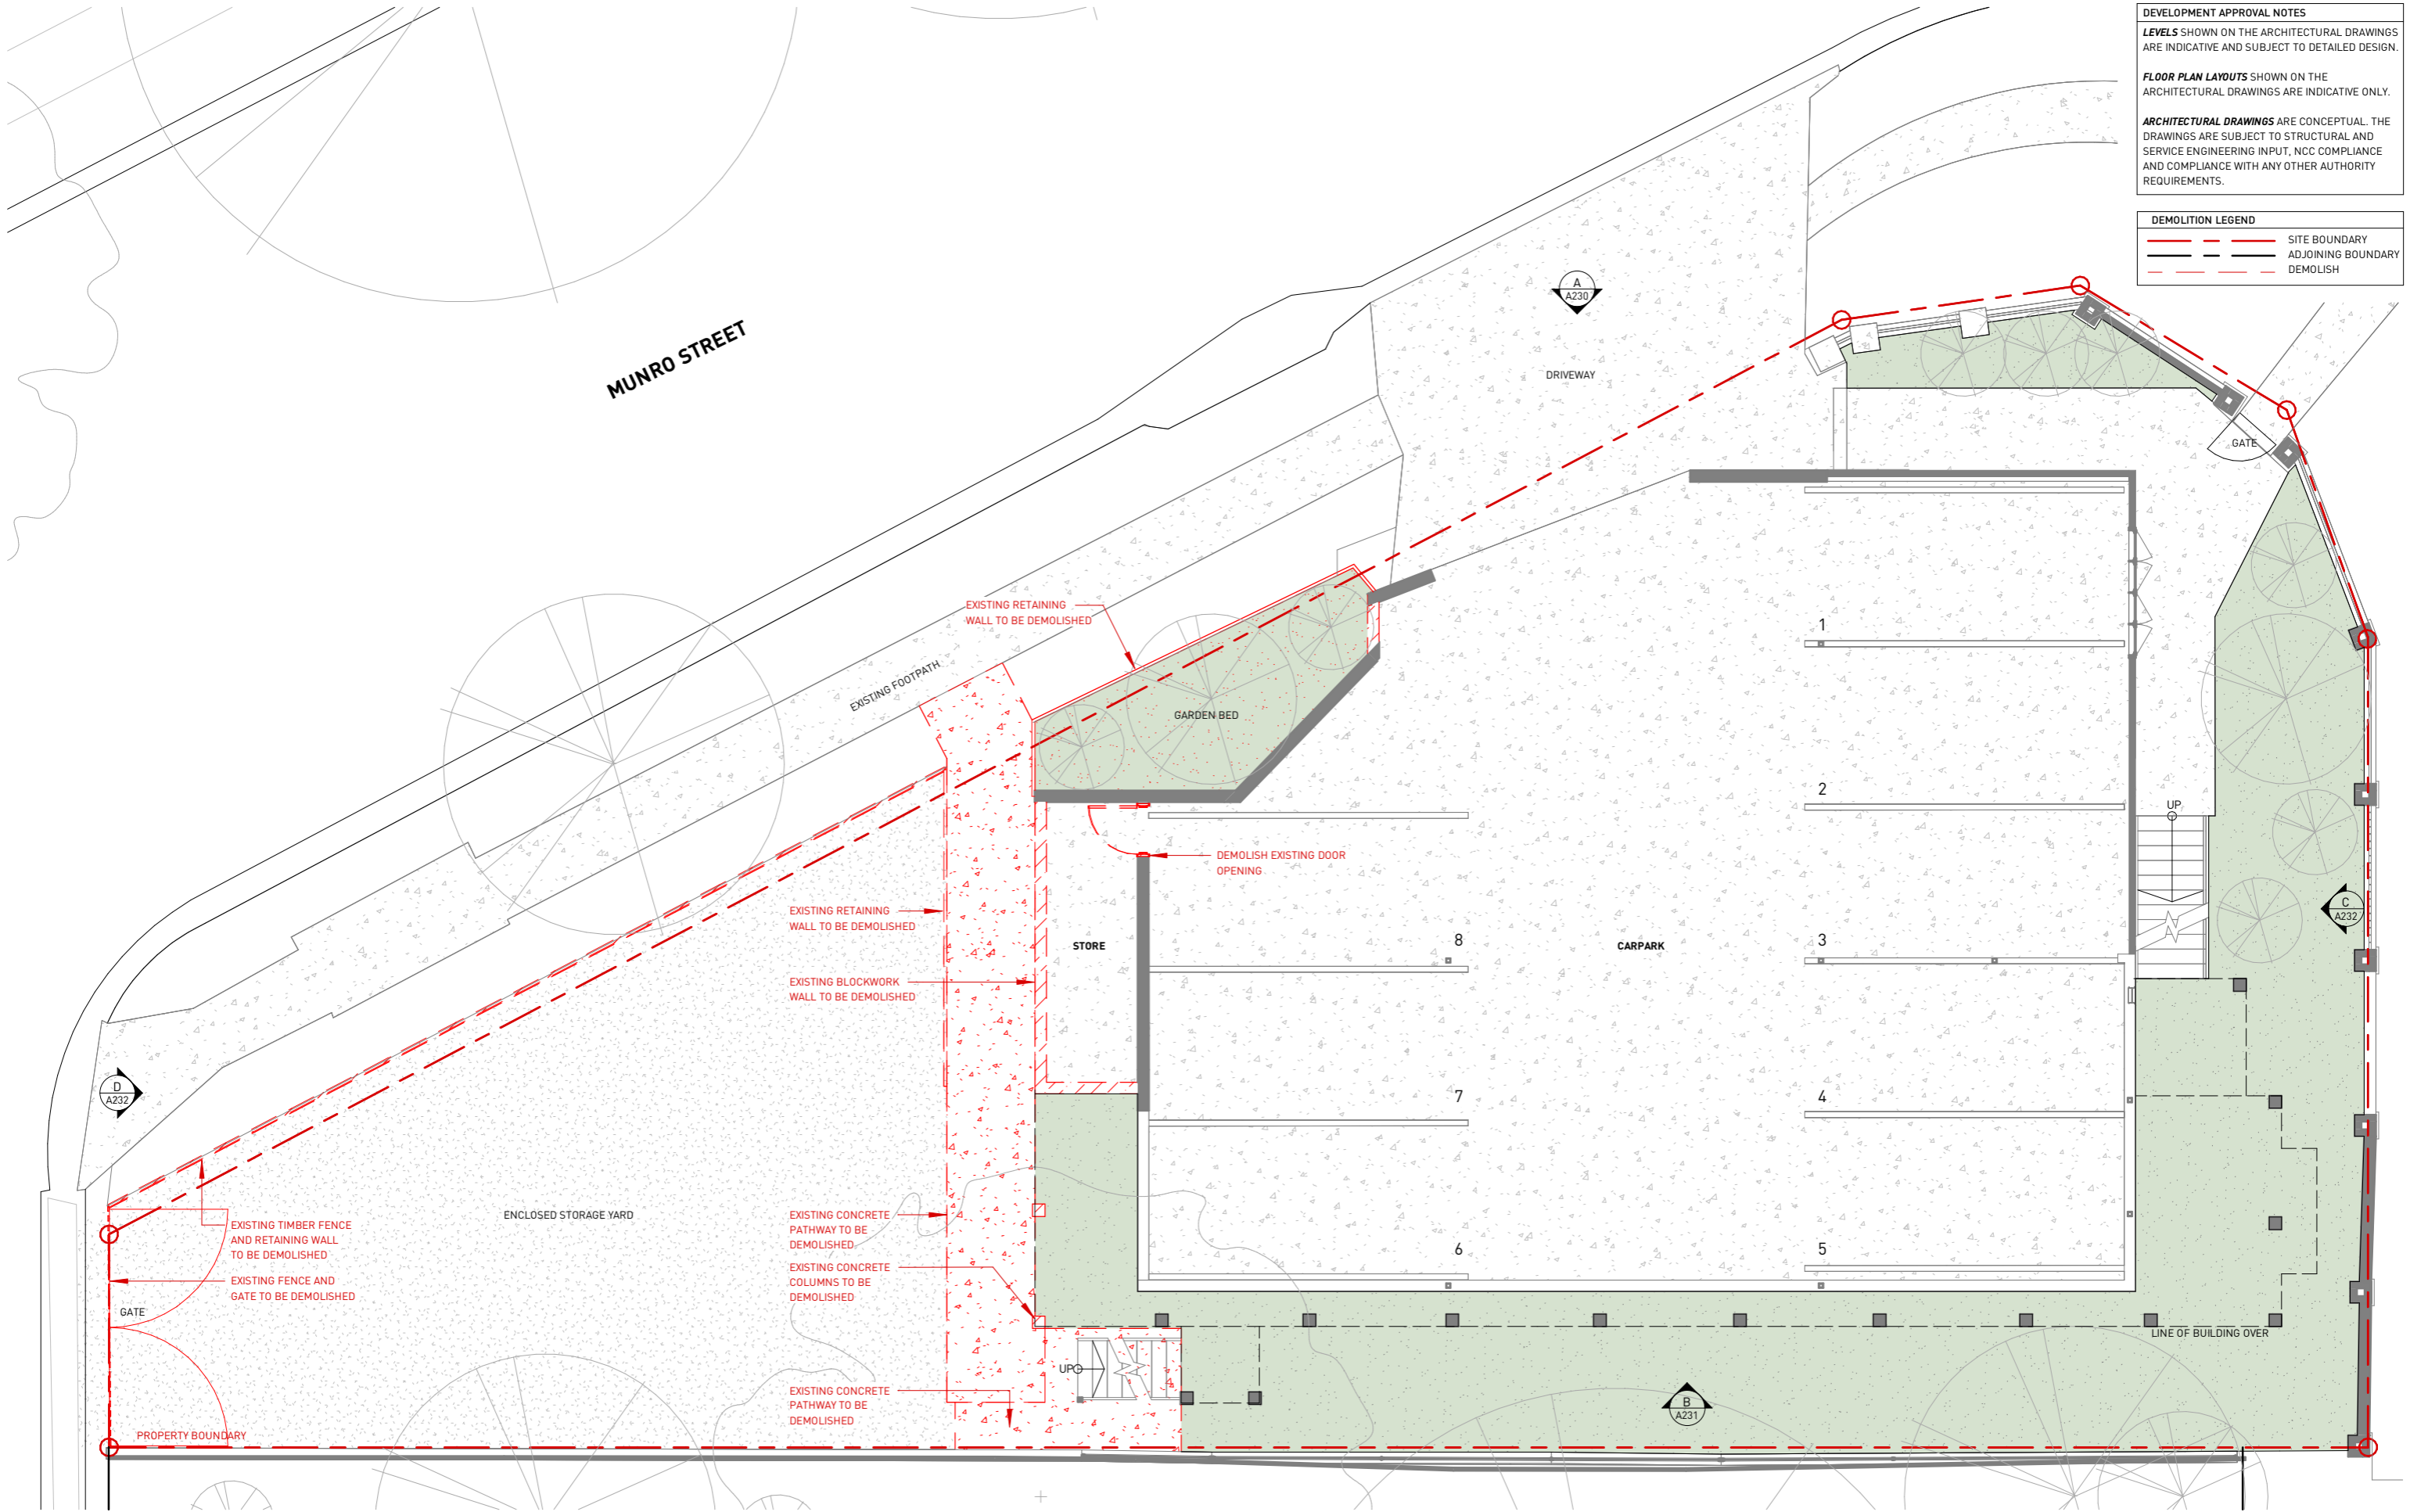 DEVELOPMENT APPROVAL NOTES
LEVELS SHOWN ON THE ARCHITECTURAL DRAWINGS
ARE INDICATIVE AND SUBJECT TO DETAILED DESIGN.
FLOOR PLAN LAYOUTS SHOWN ON THE
ARCHITECTURAL DRAWINGS ARE INDICATIVE ONLY.
ARCHITECTURAL DRAWINGS ARE CONCEPTUAL. THE
DRAWINGS ARE SUBJECT TO STRUCTURAL AND
SERVICE ENGINEERING INPUT, NCC COMPLIANCE
AND COMPLIANCE WITH ANY OTHER AUTHORITY
REQUIREMENTS.
DEMOLITION LEGEND
SITE BOUNDARY
ADJOINING BOUNDARY
DEMOLISH
A
A230
MUNRO STREET
DRIVEWAY
GATE
EXISTING RETAINING
WALL TO BE DEMOLISHED
1
EXISTING FOOTPATH
GARDEN BED
2
UP
DEMOLISH EXISTING DOOR
OPENING
EXISTING RETAINING
WALL TO BE DEMOLISHED
C
A232
STORE
8
CARPARK
3
EXISTING BLOCKWORK
WALL TO BE DEMOLISHED
D
A232
7
4
ENCLOSED STORAGE YARD
EXISTING CONCRETE
PATHWAY TO BE
DEMOLISHED
EXISTING TIMBER FENCE
AND RETAINING WALL
TO BE DEMOLISHED
6
5
EXISTING CONCRETE
COLUMNS TO BE
DEMOLISHED
EXISTING FENCE AND
GATE TO BE DEMOLISHED
GATE
LINE OF BUILDING OVER
UP
EXISTING CONCRETE
PATHWAY TO BE
DEMOLISHED
B
A231
PROPERTY BOUNDARY